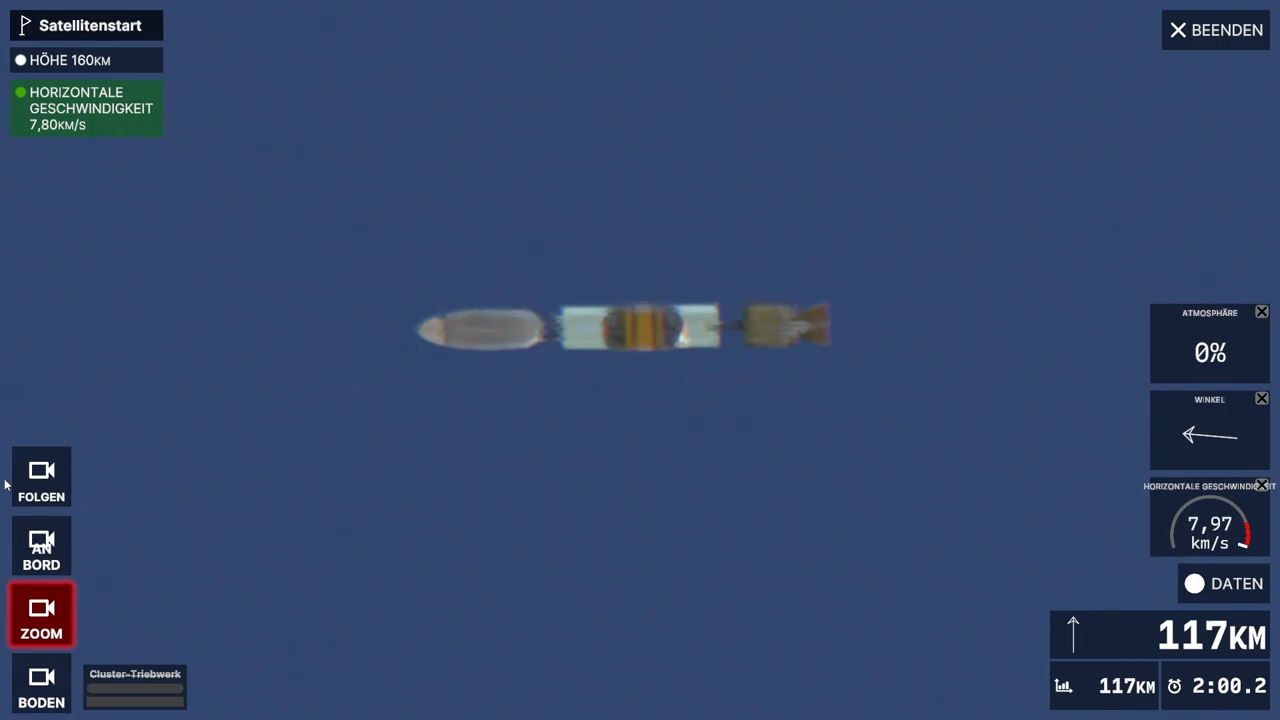 Satellitenstart
HÖHE 160KM
HORIZONTALE
GESCHWINDIGKEIT
7,80KM/S
BEENDEN
ATMOSPHÄRE
0%
WINKEL
HORIZONTALE GESCHWINDIGKEIT
7,97
km/s
DATEN
117KM
117KM
2:00.2
FOLGEN
AN
BORD
ZOOM
BODEN
Cluster-Triebwerk